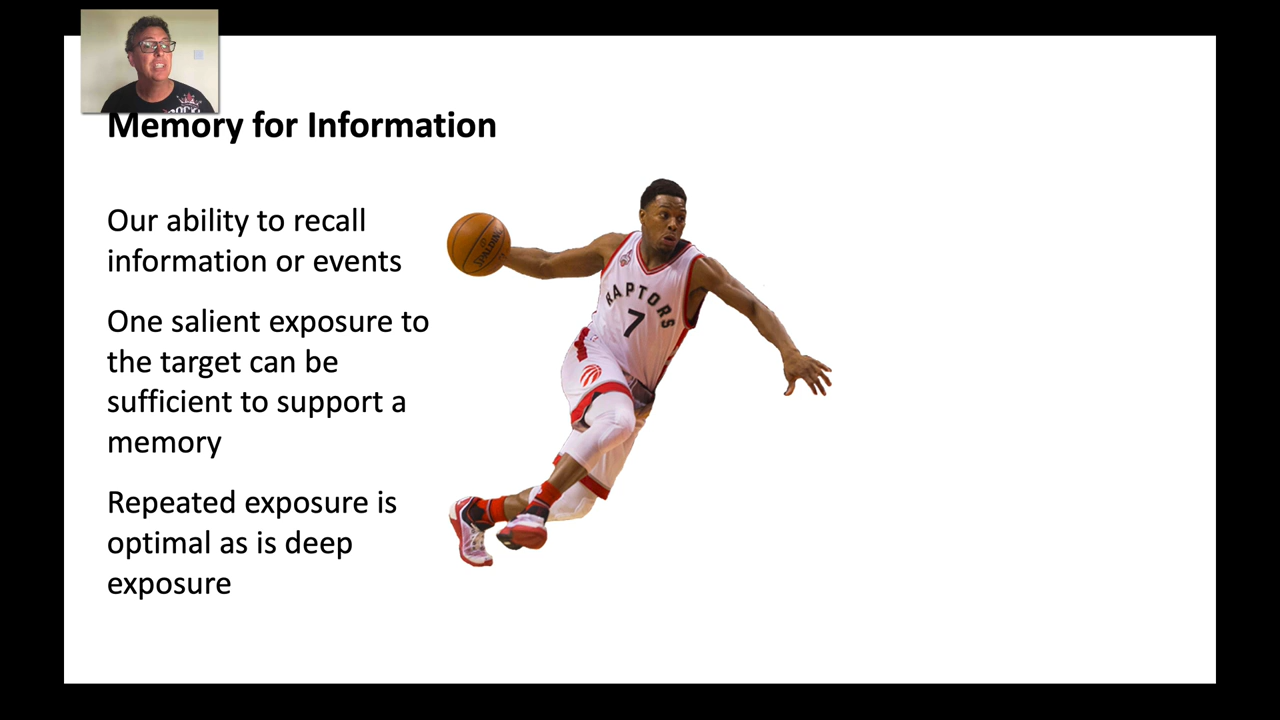 Memory for Information
Our ability to recall
information or events
One salient exposure to
the target can be
sufficient to support a
memory
Repeated exposure is
optimal as is deep
exposure
SPALDING
RAPTORS
7